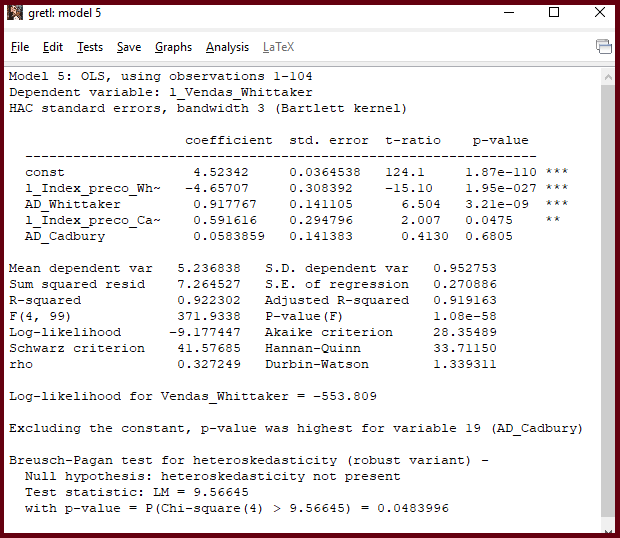 gretl: model 5
File Edit Tests Save Graphs Analysis LaTeX
Model 5: OLS, using observations 1-104
Dependent variable: l_Vendas_Whittaker
HAC standard errors, bandwidth 3 (Bartlett kernel)
coefficient std. error t-ratio p-value
-----------------------------------------------------------------
const 4.52342 0.0364538 124.1 1.87e-110 ***
l_Index_preco_Wh~ -4.65707 0.308392 -15.10 1.95e-027 ***
AD_Whittaker 0.917767 0.141105 6.504 3.21e-09 ***
l_Index_preco_Ca~ 0.591616 0.294796 2.007 0.0475 **
AD_Cadbury 0.0583859 0.141383 0.4130 0.6805
Mean dependent var 5.236838 S.D. dependent var 0.952753
Sum squared resid 7.264527 S.E. of regression 0.270886
R-squared 0.922302 Adjusted R-squared 0.919163
F(4, 99) 371.9338 P-value(F) 1.08e-58
Log-likelihood -9.177447 Akaike criterion 28.35489
Schwarz criterion 41.57685 Hannan-Quinn 33.71150
rho 0.327249 Durbin-Watson 1.339311
Log-likelihood for Vendas_Whittaker = -553.809
Excluding the constant, p-value was highest for variable 19 (AD_Cadbury)
Breusch-Pagan test for heteroskedasticity (robust variant) -
Null hypothesis: heteroskedasticity not present
Test statistic: LM = 9.56645
with p-value = P(Chi-square(4) > 9.56645) = 0.0483996